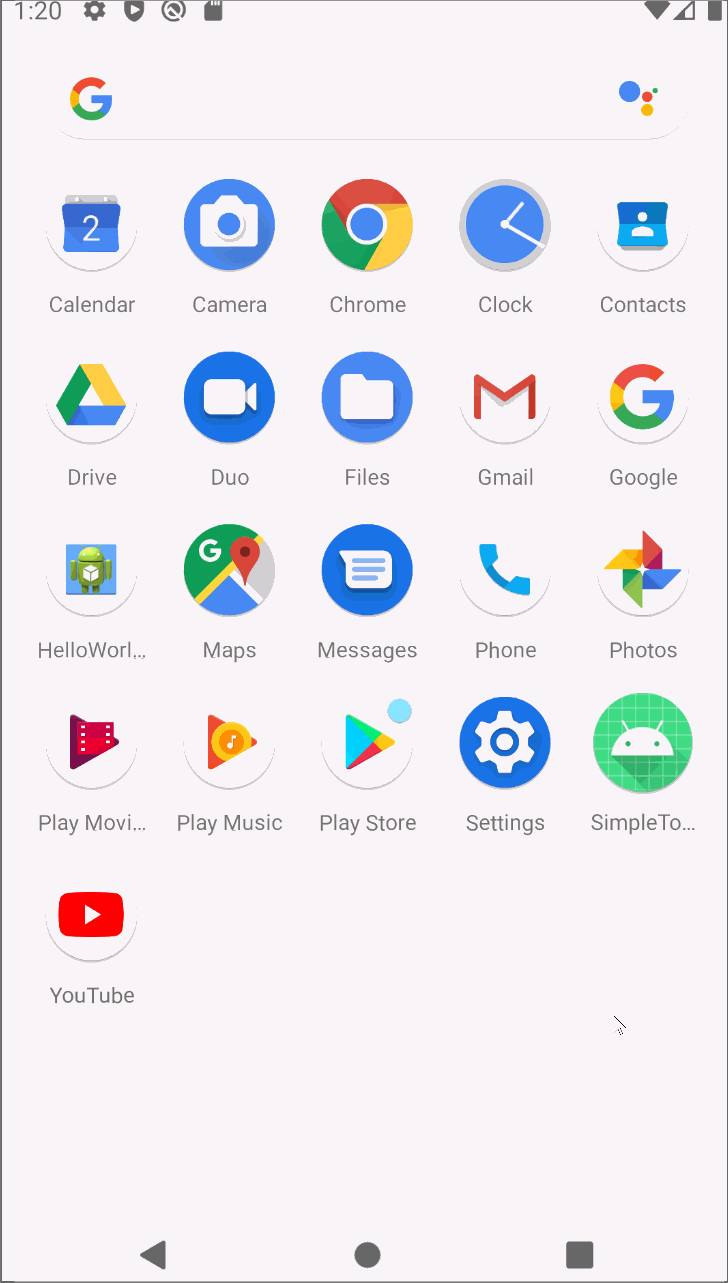 1:20
G
2
Calendar Camera Chrome Clock Contacts
G
Drive Duo Files Gmail Google
G
HelloWorl... Maps Messages Phone Photos
Play Movi... Play Music Play Store Settings SimpleTo...
YouTube